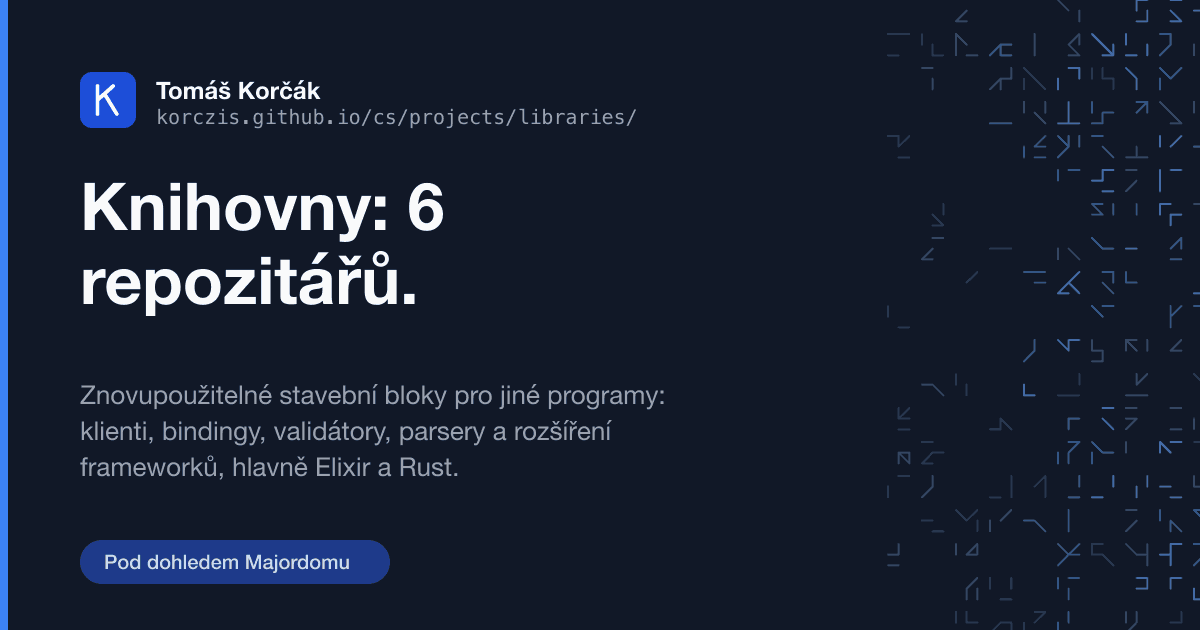 K
Tomáš Korčák
korczis.github.io/cs/projects/libraries/
Knihovny: 6
repozitářů.
Znovupoužitelné stavební bloky pro jiné programy:
klienti, bindingy, validátory, parsery a rozšíření
frameworků, hlavně Elixir a Rust.
Pod dohledem Majordomu